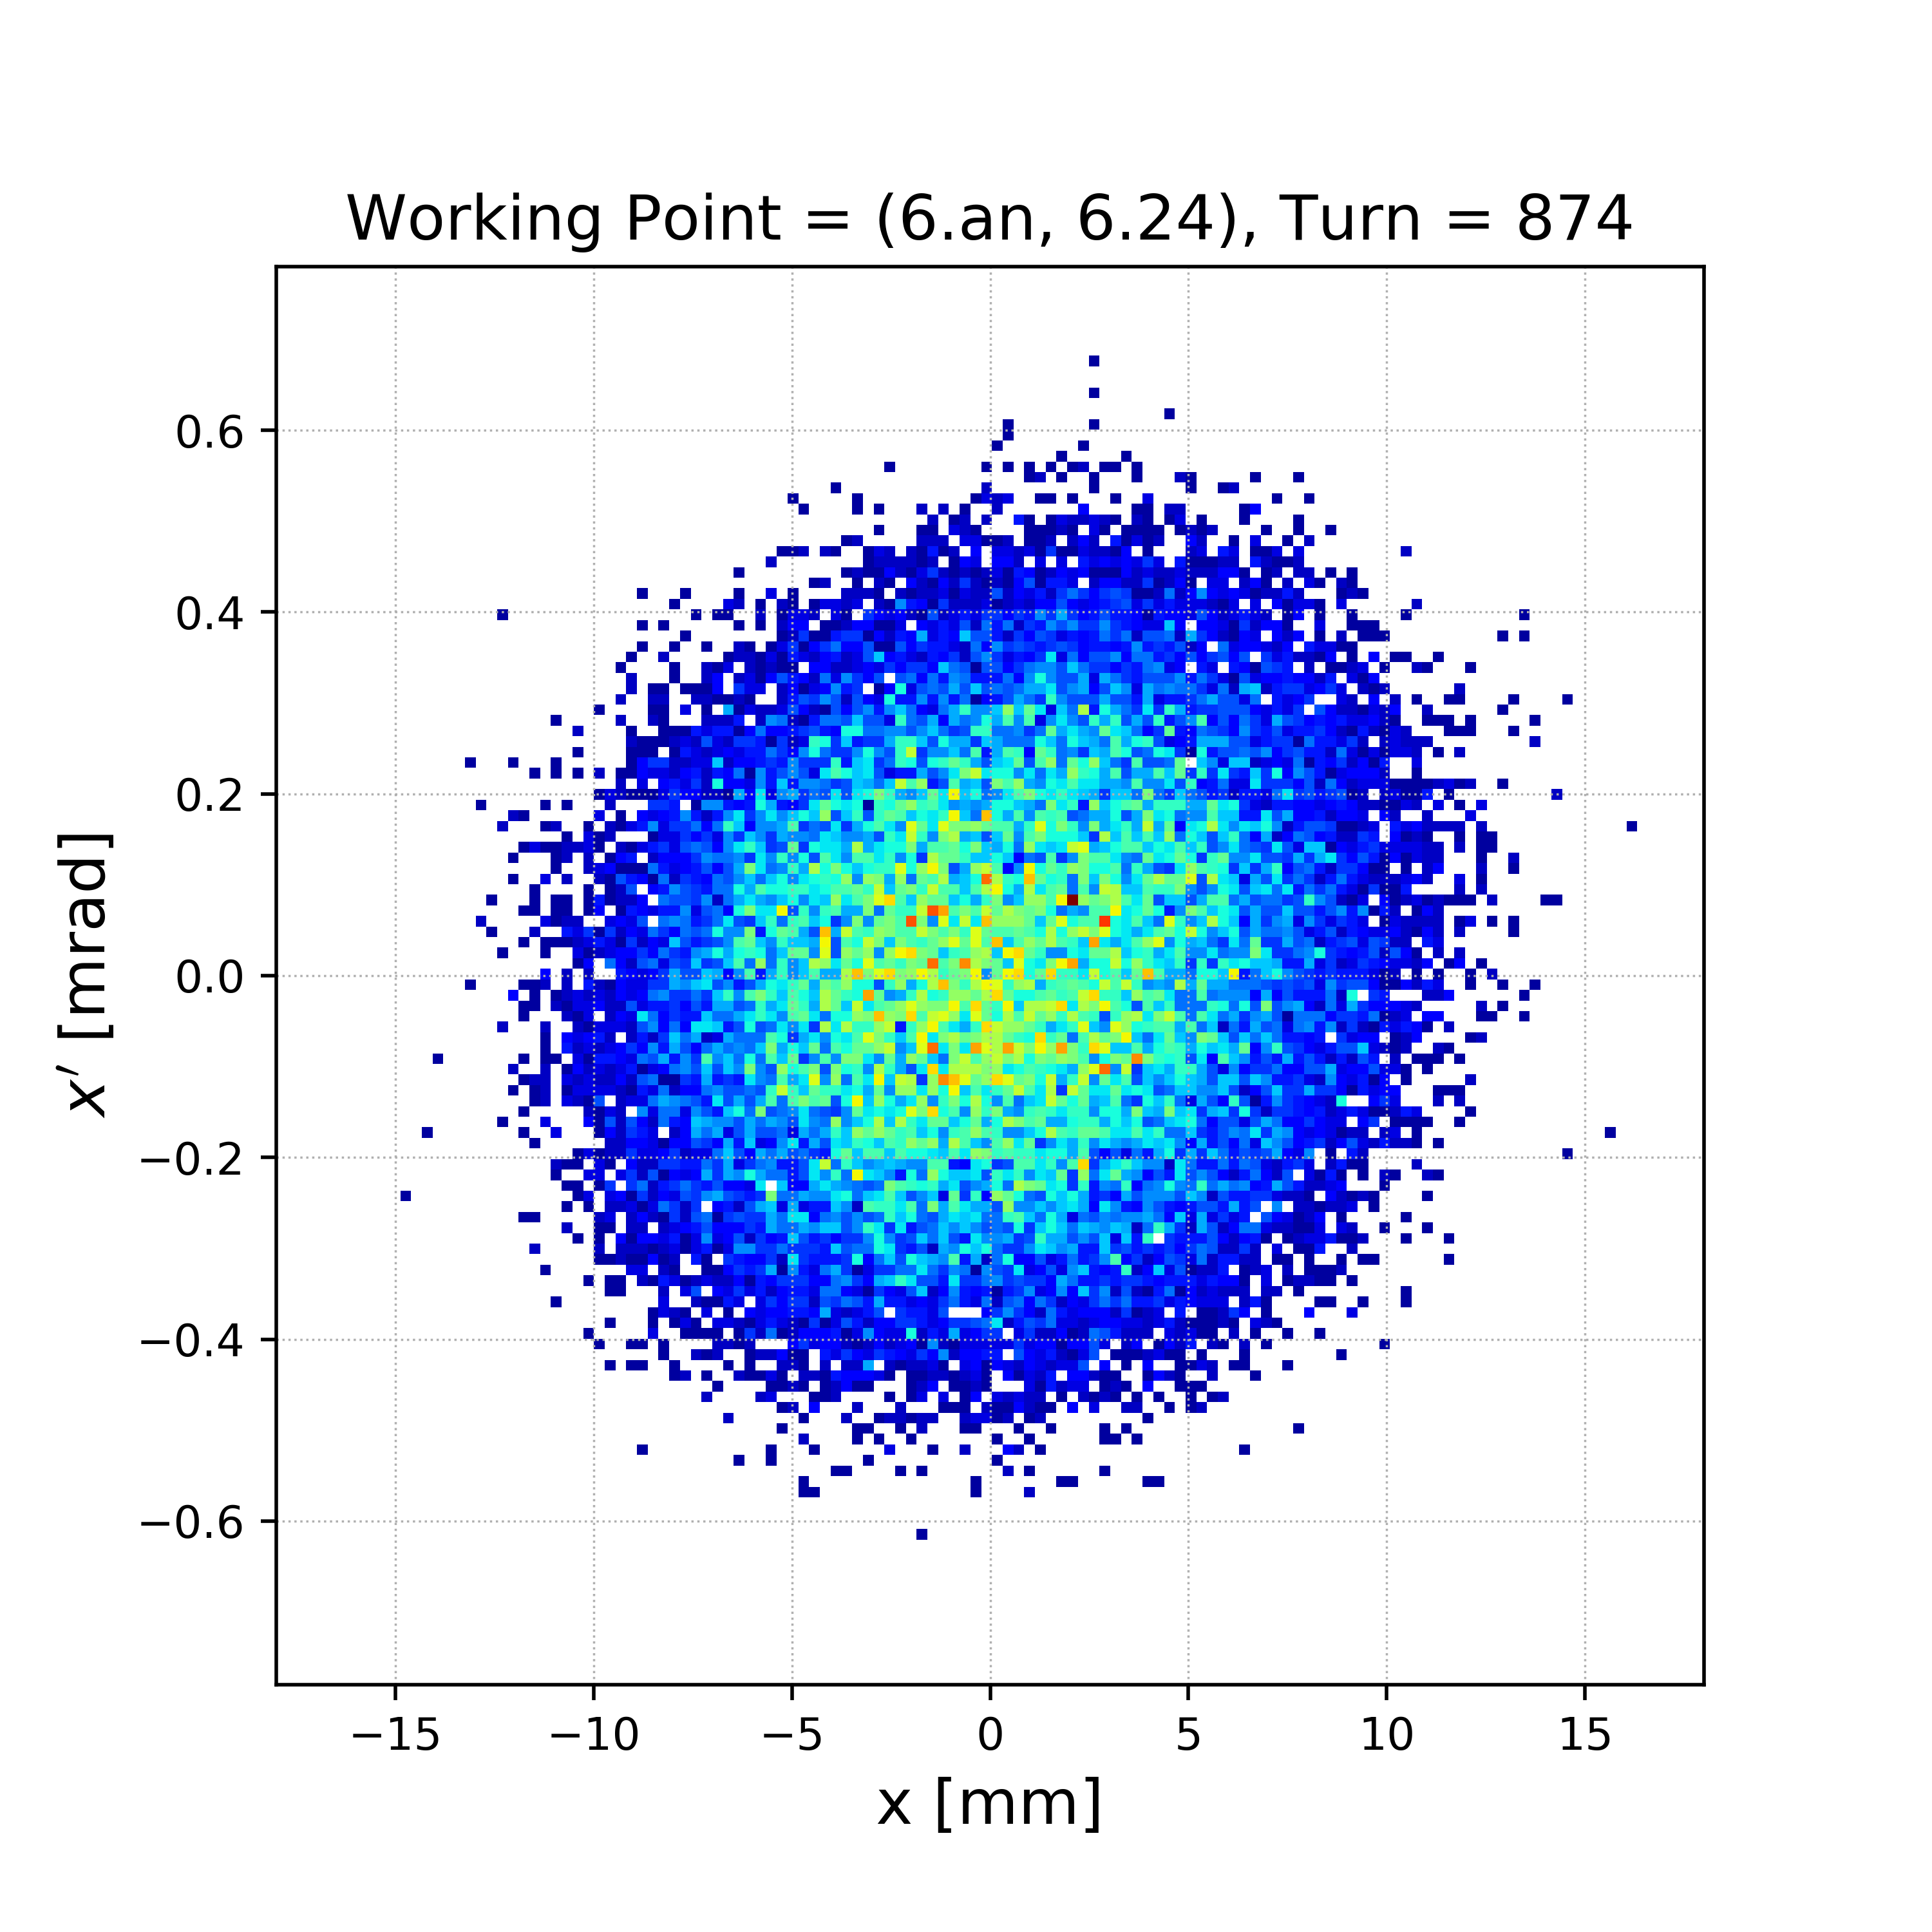 Working Point = (6.an, 6.24), Turn = 874
0.6
0.4
0.2
0.0
−0.2
−0.4
−0.6
x′ [mrad]
−15 −10 −5 0 5 10 15
x [mm]